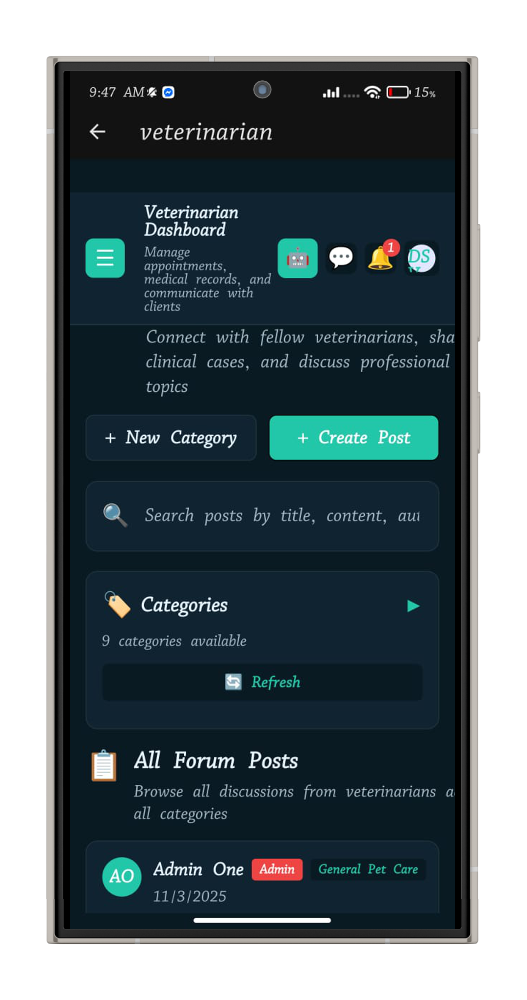 9:47 AM
15%
veterinarian
Veterinarian
Dashboard
Manage
appointments,
medical records, and
communicate with
clients
1
DS
Connect with fellow veterinarians, sha
clinical cases, and discuss professional
topics
+ New Category
+ Create Post
Search posts by title, content, aut
Categories
9 categories available
Refresh
All Forum Posts
Browse all discussions from veterinarians a
all categories
AO
Admin One
Admin
General Pet Care
11/3/2025